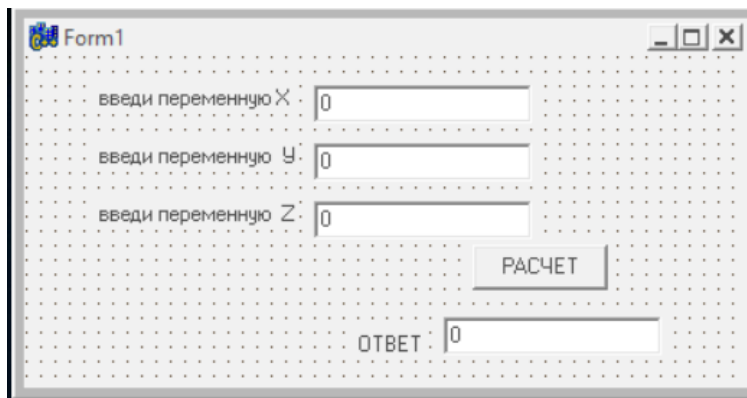 Form1
введи переменную X 0
введи переменную У 0
введи переменную Z 0
РАСЧЕТ
ОТВЕТ 0